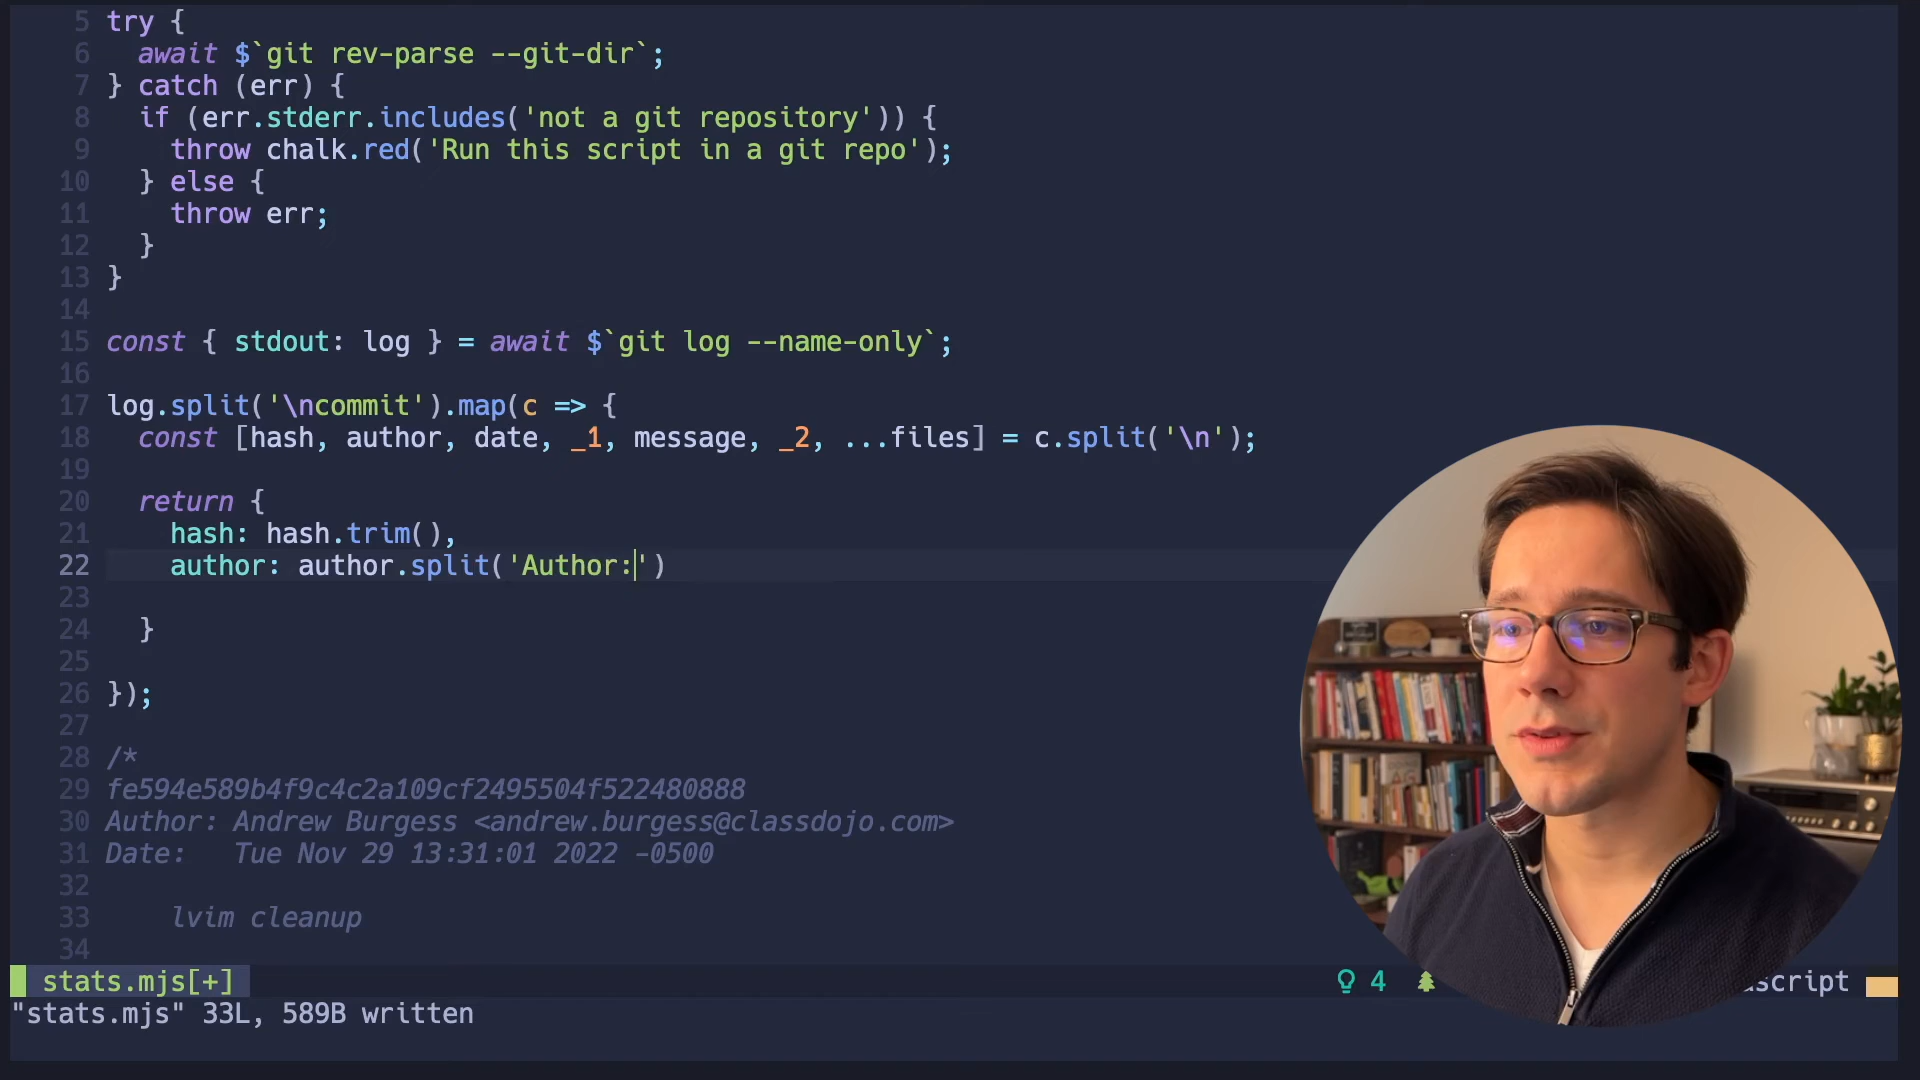 5 try {
6 await $`git rev-parse --git-dir`;
7 } catch (err) {
8 if (err.stderr.includes('not a git repository')) {
9 throw chalk.red('Run this script in a git repo');
10 } else {
11 throw err;
12 }
13 }
14
15 const { stdout: log } = await $`git log --name-only`;
16
17 log.split('\ncommit').map(c => {
18 const [hash, author, date, _1, message, _2, ...files] = c.split('\n');
19
20 return {
21 hash: hash.trim(),
22 author: author.split('Author:')
23
24 }
25
26 });
27
28 /*
29 fe594e589b4f9c4c2a109cf2495504f522480888
30 Author: Andrew Burgess <andrew.burgess@classdojo.com>
31 Date: Tue Nov 29 13:31:01 2022 -0500
32
33 lvim cleanup
34
stats.mjs[+] 4 script
"stats.mjs" 33L, 589B written